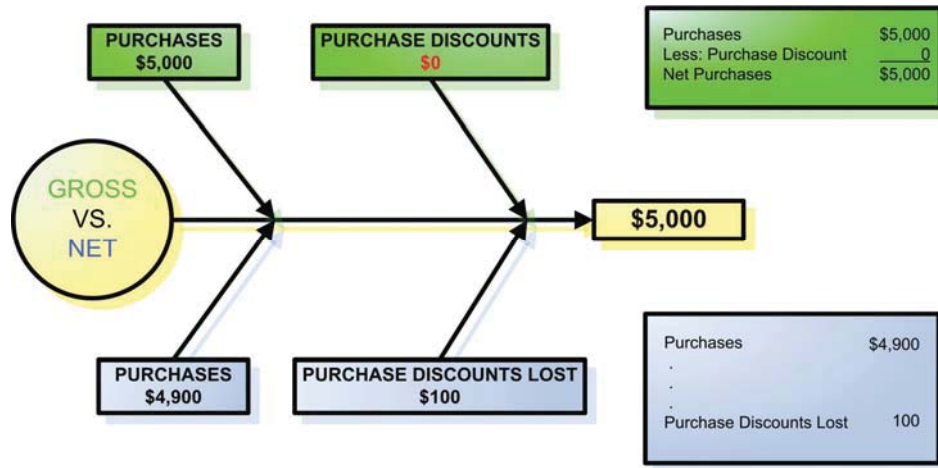 PURCHASES
$5,000
PURCHASE DISCOUNTS
$0
Purchases $5,000
Less: Purchase Discount 0
Net Purchases $5,000
GROSS
VS.
NET
$5,000
PURCHASES
$4,900
PURCHASE DISCOUNTS LOST
$100
Purchases $4,900
.
.
.
Purchase Discounts Lost 100